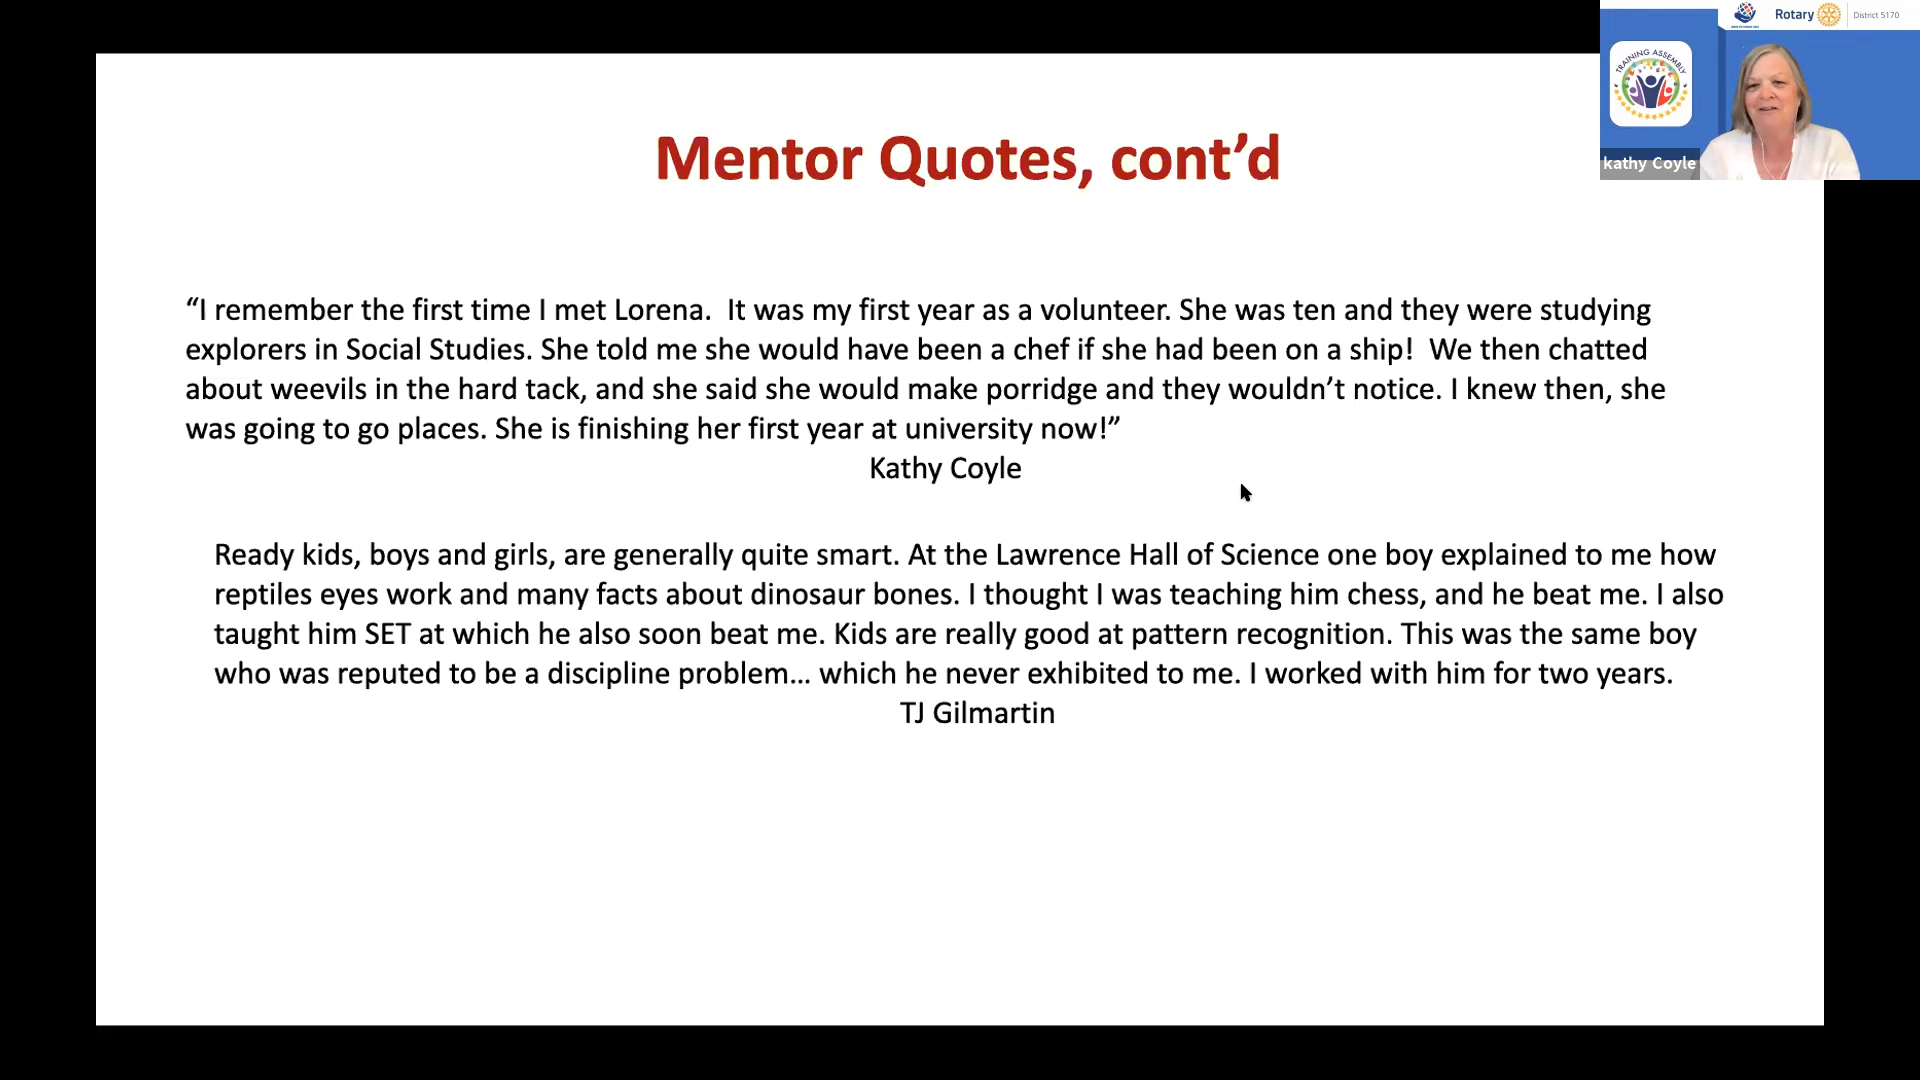 Rotary
District 5170
TRAINING ASSEMBLY
kathy Coyle
Mentor Quotes, cont’d
“I remember the first time I met Lorena.  It was my first year as a volunteer. She was ten and they were studying
explorers in Social Studies. She told me she would have been a chef if she had been on a ship!  We then chatted
about weevils in the hard tack, and she said she would make porridge and they wouldn’t notice. I knew then, she
was going to go places. She is finishing her first year at university now!”
Kathy Coyle
Ready kids, boys and girls, are generally quite smart. At the Lawrence Hall of Science one boy explained to me how
reptiles eyes work and many facts about dinosaur bones. I thought I was teaching him chess, and he beat me. I also
taught him SET at which he also soon beat me. Kids are really good at pattern recognition. This was the same boy
who was reputed to be a discipline problem... which he never exhibited to me. I worked with him for two years.
TJ Gilmartin